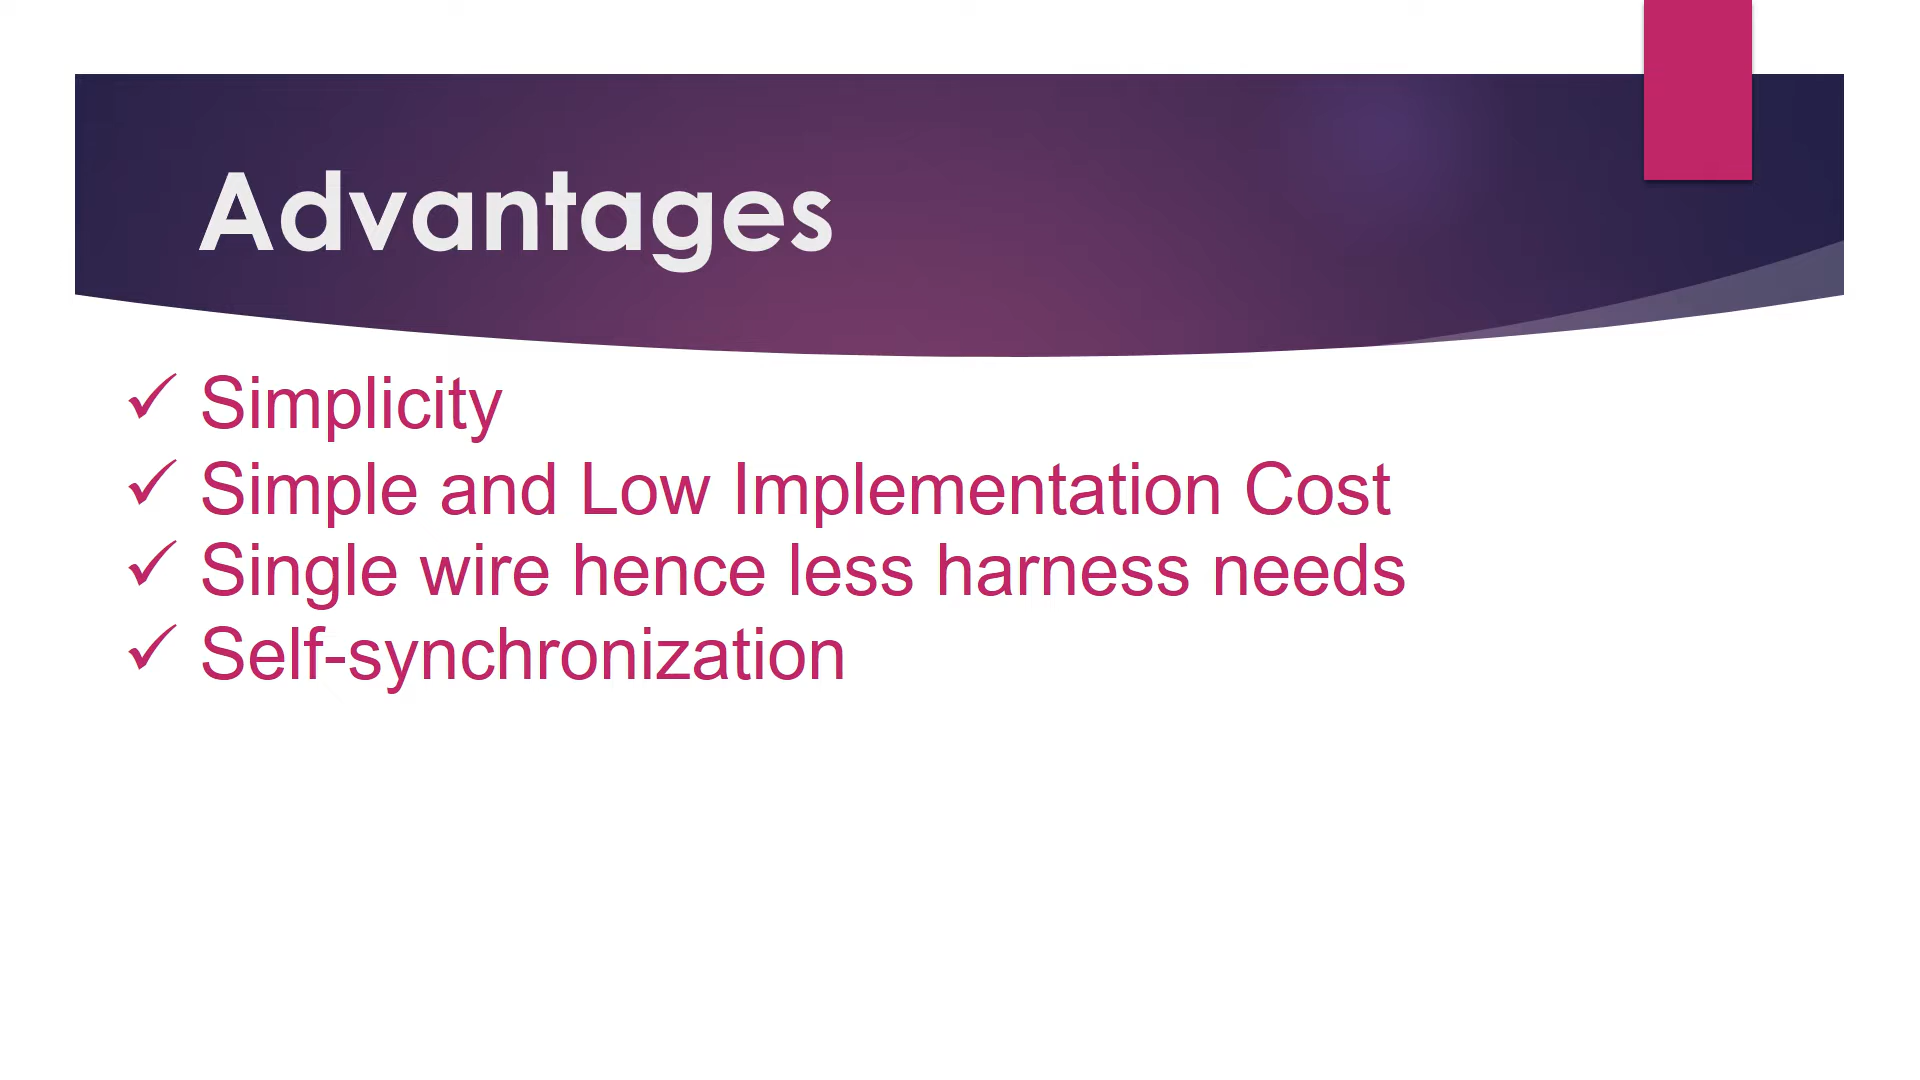 Advantages
✓ Simplicity
✓ Simple and Low Implementation Cost
✓ Single wire hence less harness needs
✓ Self-synchronization